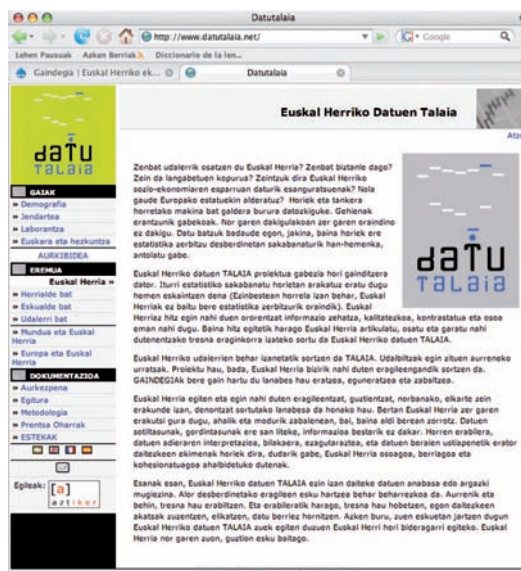 Datutalaia
http://www.datutalaia.net/
Google
Lehen Pausuak Azken Berriak Diccionario de la len...
Gaindegia | Euskal Herriko ek...
Datutalaia
datu
talaia
Euskal Herriko Datuen Talaia
GAIAK
» Demografia
» Jendartea
» Laborantza
» Euskara eta hezkuntza
AURKIBIDEA
EREMUA
Euskal Herria »
» Herrialde bat
» Eskualde bat
» Udalerri bat
» Mundua eta Euskal
Herria
» Europa eta Euskal
Herria
DOKUMENTAZIOA
» Aurkezpena
» Egitura
» Metodologia
» Prentsa Oharrak
» ESTEKAK
Egileak:
[a]
aztiker
Zenbat udalerrik osatzen du Euskal Herria? Zenbat biztanle dago?
Zein da langabetuen kopurua? Zeintzuk dira Euskal Herriko
sozio-ekonomiaren esparruan daturik esanguratsuenak? Nola
gaude Europako estatuekin alderatuz? Horiek eta tankera
horretako makina bat galdera burura datozkiguke. Gehienak
erantzunik gabekoak. Nor garen dakigulakoan zer garen oraindino
ez dakigu. Datu batzuk badaude egon, jakina, baina horiek ere
estatistika zerbitzu desberdinetan sakabanaturik han-hemenka,
antolatu gabe.
Euskal Herriko datuen TALAIA proiektua gabezia hori gainditzera
dator. Iturri estatistiko sakabanatu horietan arakatuz eratu dugu
hemen eskaintzen dena (Ezinbestean horrela izan behar, Euskal
Herriak ez baitu bere estatistika zerbitzurik oraindik). Euskal
Herriaz hitz egin nahi duen ororentzat informazio zehatza, kalitatezkoa, kontrastatua eta osoa
eman nahi dugu. Baina hitz egitetik harago Euskal Herria artikulatu, osatu eta garatu nahi
dutenentzako tresna eraginkorra izateko sortu da Euskal Herriko datuen TALAIA.
Euskal Herriko udalerrien behar izanetatik sortzen da TALAIA. Udalbiltzak egin zituen aurreneko
urratsak. Proiektu hau, bada, Euskal Herria bizirik nahi duten eragileengandik sortzen da.
GAINDEGIAk bere gain hartu du lanabes hau eratzea, eguneratzea eta zabaltzea.
Euskal Herria egiten eta egin nahi duten eragileentzat, guztientzat, norbanako, elkarte zein
erakunde izan, denontzat sortutako lanabesa da honako hau. Bertan Euskal Herria zer garen
erakutsi gura dugu, ahalik eta modurik zabalenean, bai, baina aldi berean zorrotz. Datuen
sotiltasunak, gordintasunak ere san liteke, informazioa besterik ez dakar. Horren erabilera,
datuen adieraren interpretazioa, bilakaera, ezagutaraztea, eta datuen beraien ustiapenetik erator
daitezkeen ekimenak horiek dira, dudarik gabe, Euskal Herria osoagoa, berriagoa eta
kohesionatuagoa ahalbidetuko dutenak.
Esanak esan, Euskal Herriko datuen TALAIA ezin izan daiteke datuen anabasa edo argazki
mugiezina. Alor desberdinetako eragileen esku hartzea behar beharrezkoa da. Aurrenik eta
behin, tresna hau erabiltzen. Eta erabileratik harago, tresna hau hobetzen, egon daitezkeen
akatsak zuzentzen, elikatzen, datu berriez hornitzen. Azken buru, zuen eskuetan jartzen dugun
Euskal Herriko datuen TALAIA zuek egiten duzuen Euskal Herri hori bideragarri egiteko. Euskal
Herria nor garen zuon, guztion esku baitago.
datu
talaia